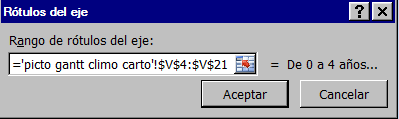 Rótulos del eje
Rango de rótulos del eje:
='picto gantt climo carto'!$V$4:$V$21 = De 0 a 4 años...
Aceptar Cancelar